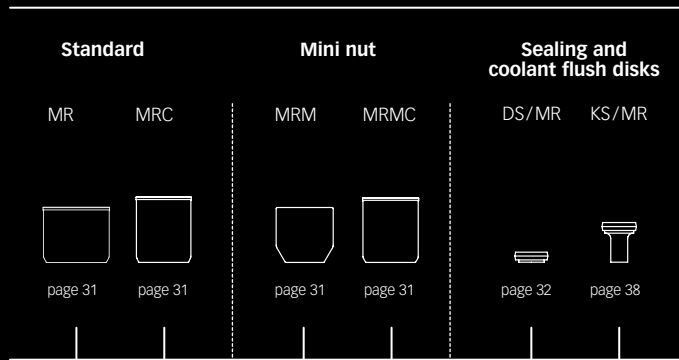 Standard
Mini nut
Sealing and
coolant flush disks
MR
MRC
MRM
MRMC
DS/MR
KS/MR
page 31
page 31
page 31
page 31
page 32
page 38